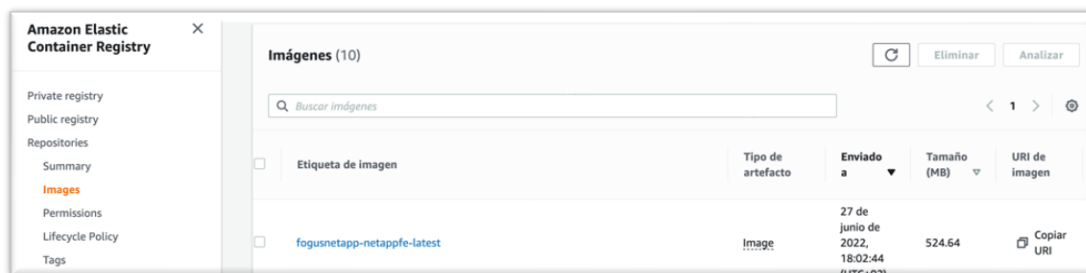 Amazon Elastic
Container Registry
Private registry
Public registry
Repositories
Summary
Images
Permissions
Lifecycle Policy
Tags
Imágenes (10)
Eliminar
Analizar
Buscar imágenes
1
Etiqueta de imagen
Tipo de
artefacto
Enviado
a
Tamaño
(MB)
URI de
imagen
fogusnetapp-netappfe-latest
Image
27 de
junio de
2022,
18:02:44
(UTC+02)
524.64
Copiar
URI